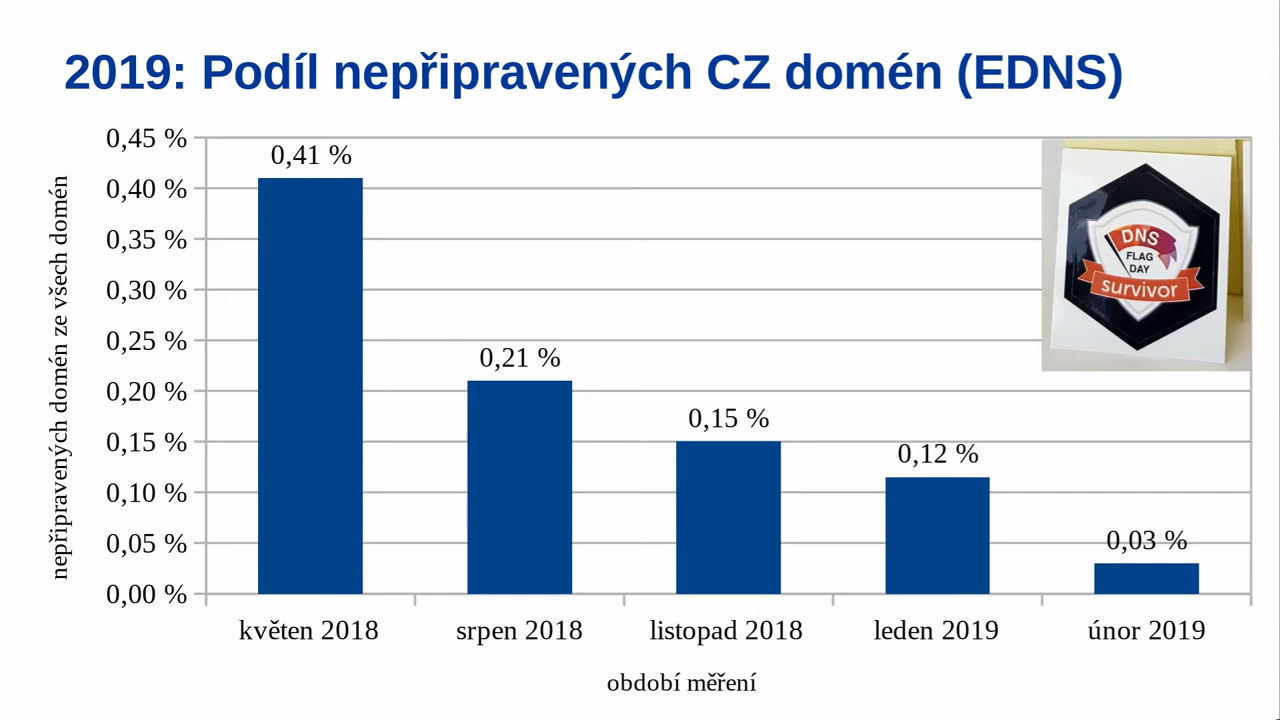 2019: Podíl nepřipravených CZ domén (EDNS)
nepřipravených domén ze všech domén
0,45 %
0,40 %
0,35 %
0,30 %
0,25 %
0,20 %
0,15 %
0,10 %
0,05 %
0,00 %
0,41 %
0,21 %
0,15 %
0,12 %
0,03 %
DNS
FLAG
DAY
survivor
květen 2018
srpen 2018
listopad 2018
leden 2019
únor 2019
období měření